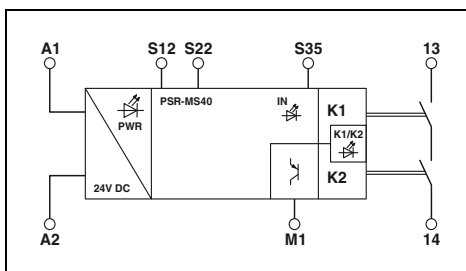 A1 S12 S22 S35 13
PSR-MS40 IN K1
PWR K1/K2
24V DC K2
A2 M1 14